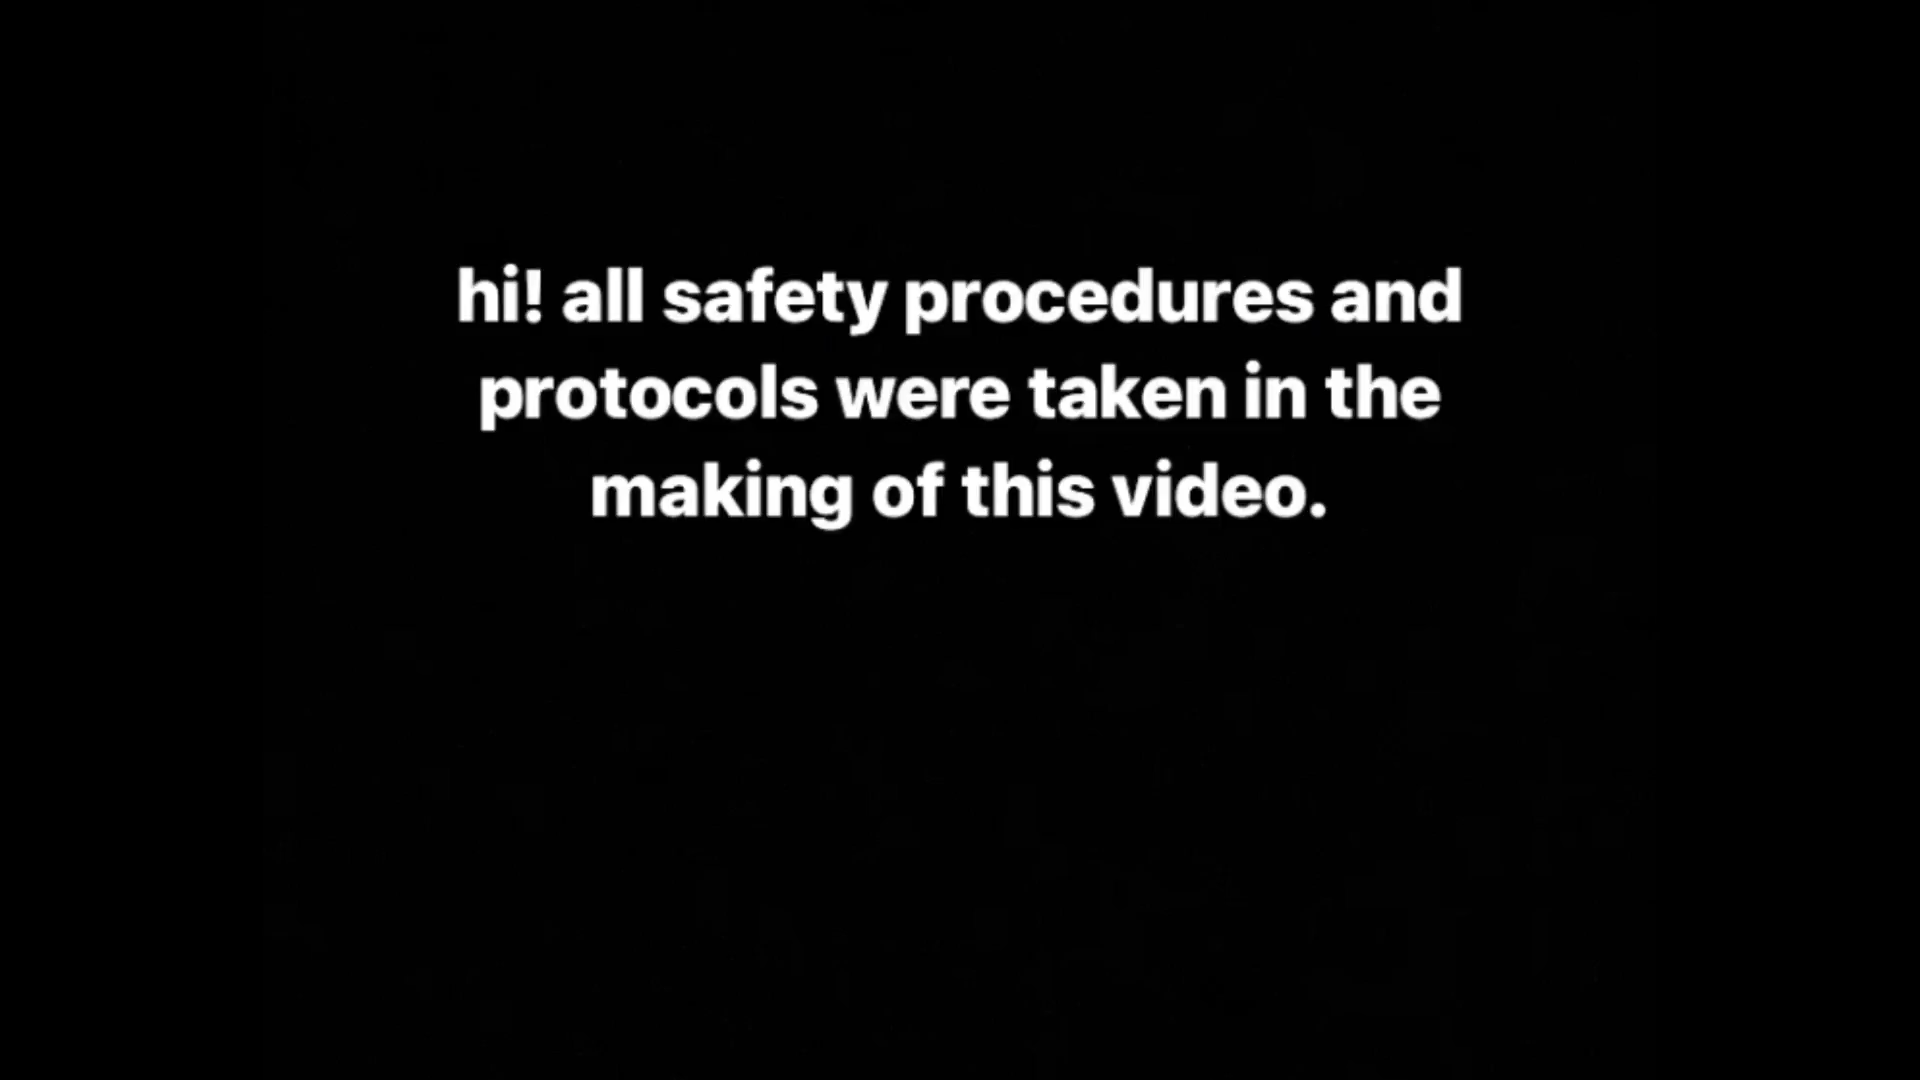 hi! all safety procedures and
protocols were taken in the
making of this video.